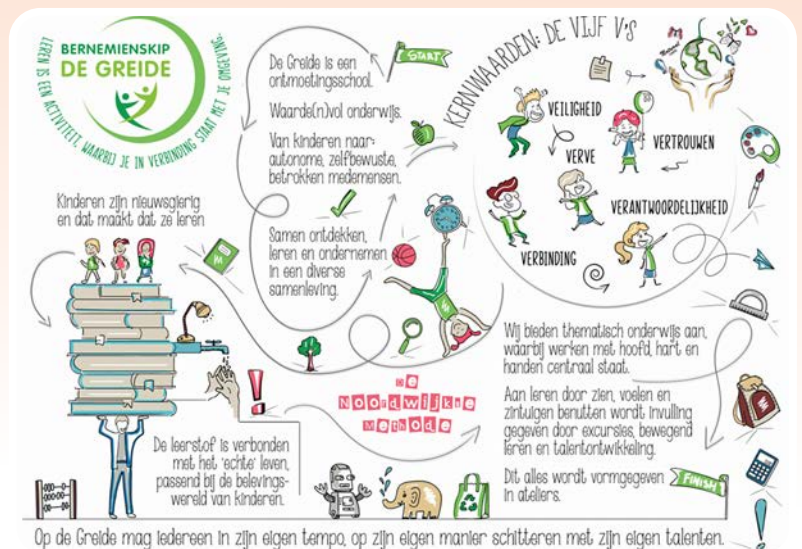 BERNEMIENSKIP
DE GREIDE
LEREN IS EEN ACTIVITEIT, WAARBIJ JE IN VERBINDING STAAT MET JE OMGEVING.
START
De Greide is een
ontmoetingsschool.
Waarde(n)vol onderwijs.
Van kinderen naar:
autonome, zelfbewuste,
betrokken medemensen.
Samen ontdekken,
leren en ondernemen
in een diverse
samenleving.
KERNWAARDEN: DE VIJF V'S
VEILIGHEID
VERTROUWEN
VERVE
VERANTWOORDELIJKHEID
VERBINDING
Kinderen zijn nieuwsgierig
en dat maakt dat ze leren
De leerstof is verbonden
met het 'echte' leven,
passend bij de belevings-
wereld van kinderen.
De
Noordwijkse
Methode
Wij bieden thematisch onderwijs aan,
waarbij werken met hoofd, hart en
handen centraal staat.
Aan leren door zien, voelen en
zintuigen benutten wordt invulling
gegeven door excursies, bewegend
leren en talentontwikkeling.
Dit alles wordt vormgegeven
in ateliers.
FINISH
Op de Greide mag iedereen in zijn eigen tempo, op zijn eigen manier schitteren met zijn eigen talenten.